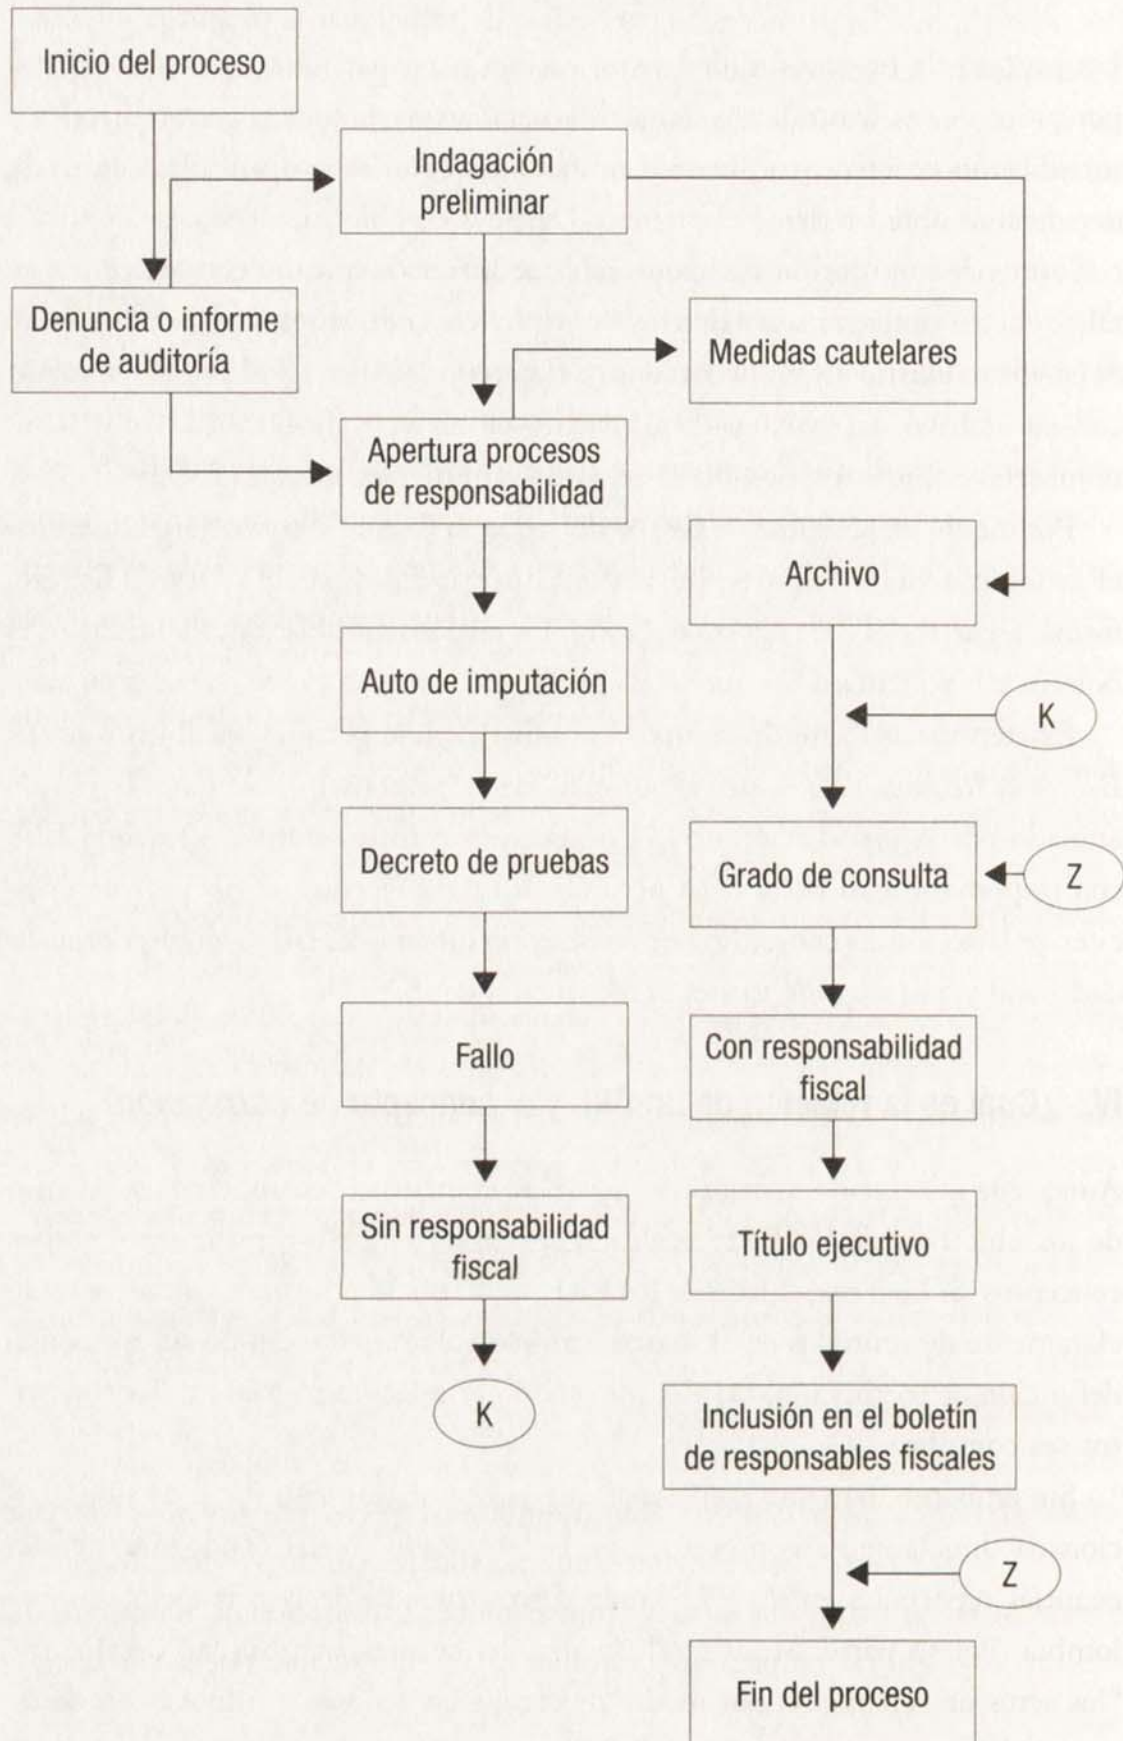 Inicio del proceso
Indagación
preliminar
Denuncia o informe
de auditoría
Medidas cautelares
Apertura procesos
de responsabilidad
Archivo
Auto de imputación
K
Decreto de pruebas
Grado de consulta
Z
Fallo
Con responsabilidad
fiscal
Sin responsabilidad
fiscal
Título ejecutivo
K
Inclusión en el boletín
de responsables fiscales
Z
Fin del proceso